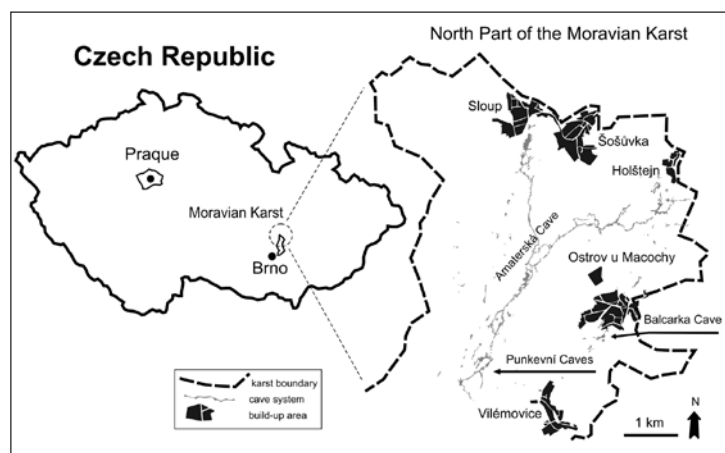 Czech Republic
North Part of the Moravian Karst
Praque
Moravian Karst
Brno
Sloup
Šošůvka
Holštejn
Amaterská Cave
Ostrov u Macochy
Balcarka Cave
Punkevní Caves
Vilémovice
karst boundary
cave system
build-up area
1 km
N